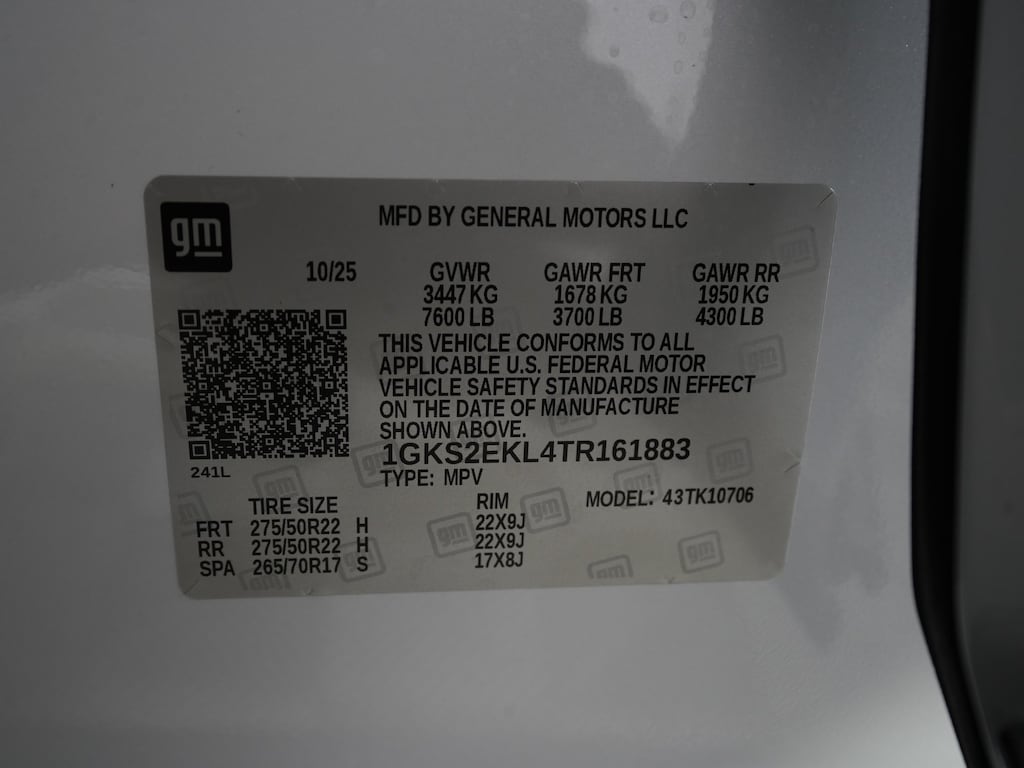 gm
MFD BY GENERAL MOTORS LLC
10/25 GVWR GAWR FRT GAWR RR
3447 KG 1678 KG 1950 KG
7600 LB 3700 LB 4300 LB
THIS VEHICLE CONFORMS TO ALL
APPLICABLE U.S. FEDERAL MOTOR
VEHICLE SAFETY STANDARDS IN EFFECT
ON THE DATE OF MANUFACTURE
SHOWN ABOVE.
1GKS2EKL4TR161883
241L
TYPE: MPV
TIRE SIZE RIM MODEL: 43TK10706
FRT 275/50R22 H 22X9J
RR 275/50R22 H 22X9J
SPA 265/70R17 S 17X8J